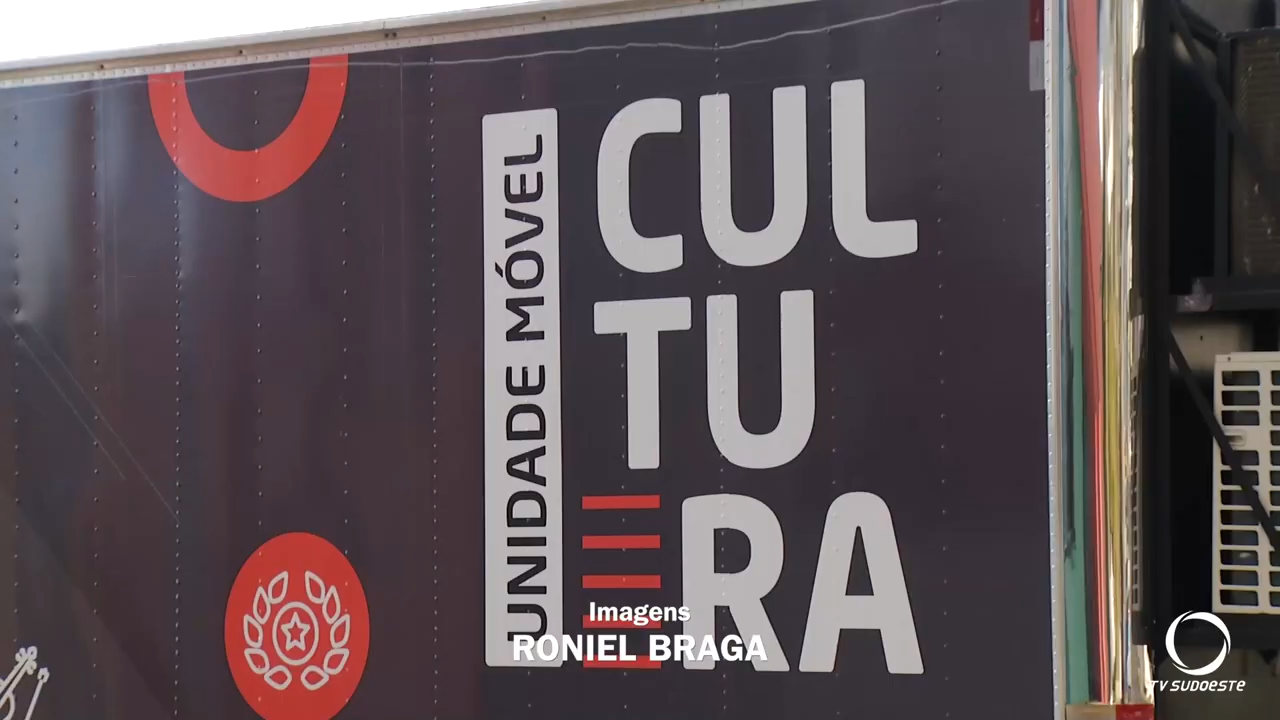 UNIDADE MÓVEL
CUL
TU
RA
Imagens
RONIEL BRAGA
TV SUDOESTE